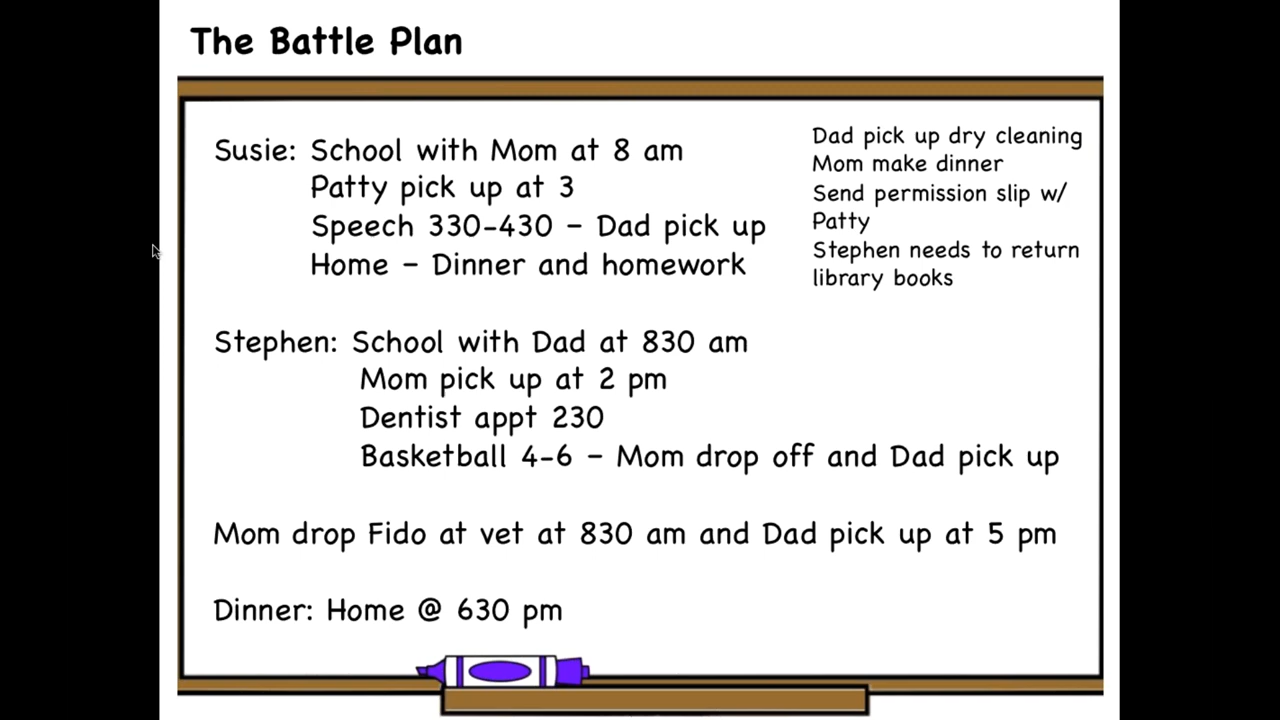 The Battle Plan
Susie: School with Mom at 8 am
Patty pick up at 3
Speech 330-430 – Dad pick up
Home – Dinner and homework
Dad pick up dry cleaning
Mom make dinner
Send permission slip w/
Patty
Stephen needs to return
library books
Stephen: School with Dad at 830 am
Mom pick up at 2 pm
Dentist appt 230
Basketball 4-6 – Mom drop off and Dad pick up
Mom drop Fido at vet at 830 am and Dad pick up at 5 pm
Dinner: Home @ 630 pm